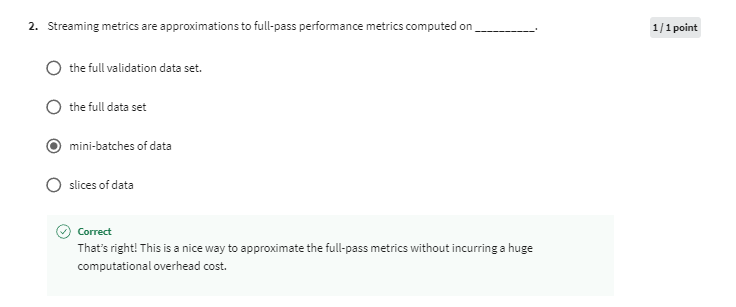 2. Streaming metrics are approximations to full-pass performance metrics computed on __________.
1 / 1 point
the full validation data set.
the full data set
mini-batches of data
slices of data
Correct
That's right! This is a nice way to approximate the full-pass metrics without incurring a huge
computational overhead cost.